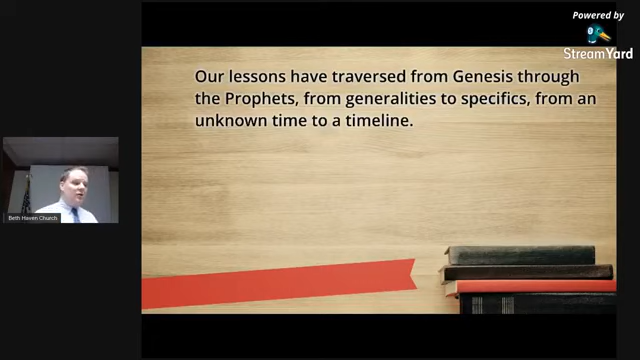 Powered by
StreamYard
Our lessons have traversed from Genesis through
the Prophets, from generalities to specifics, from an
unknown time to a timeline.
Beth Haven Church